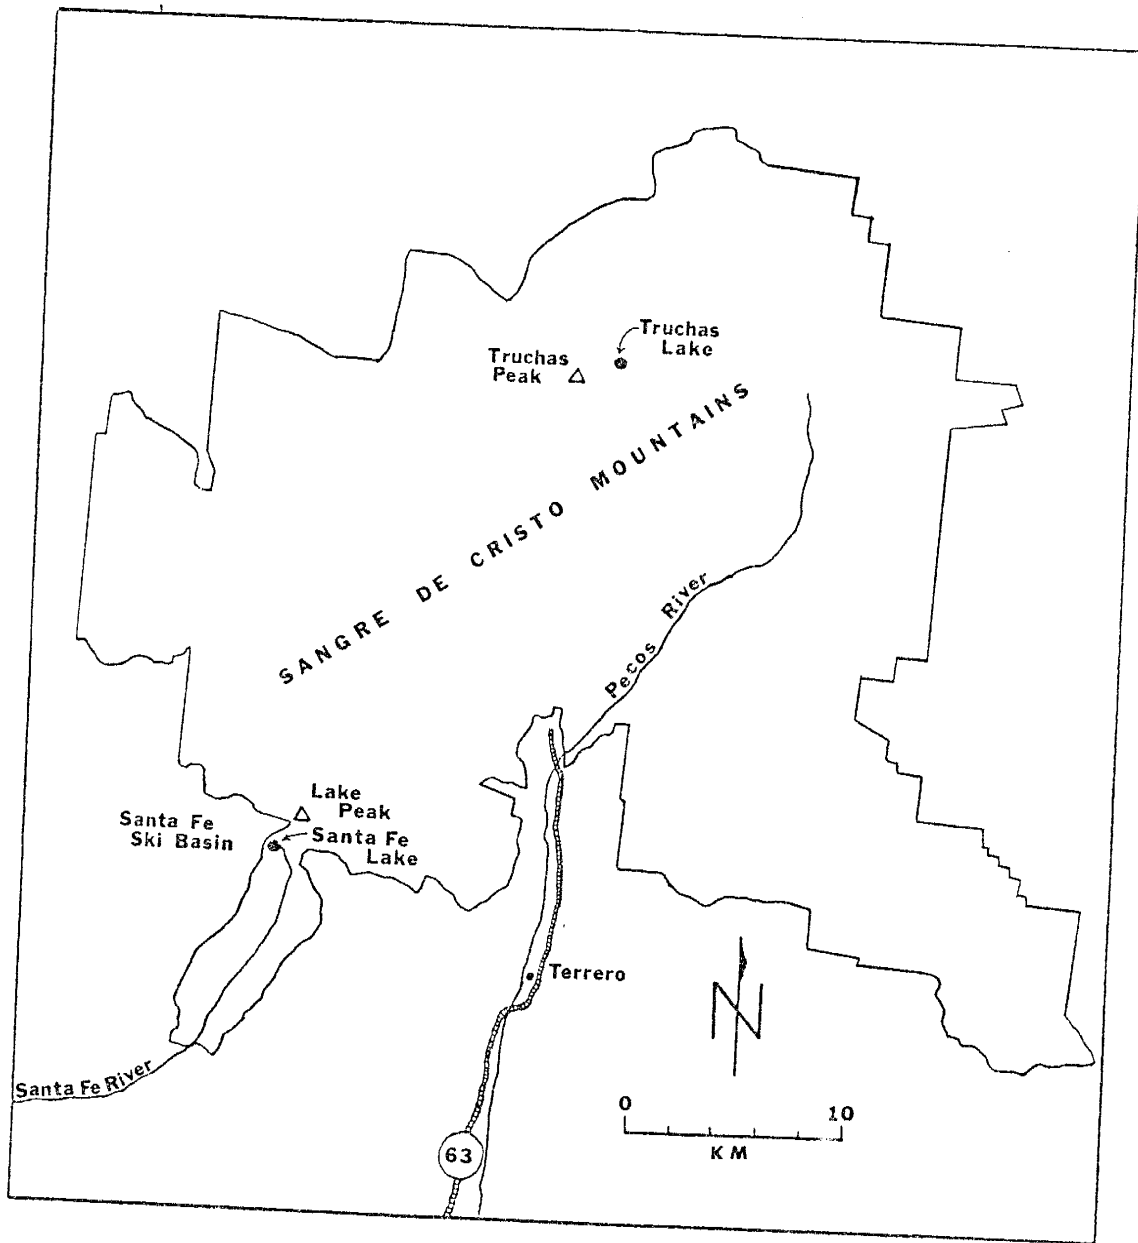 Truchas
Lake
Truchas
Peak
SANGRE DE CRISTO MOUNTAINS
Pecos River
Lake
Peak
Santa Fe
Ski Basin
Santa Fe
Lake
Terrero
N
Santa Fe River
0 10
KM
63